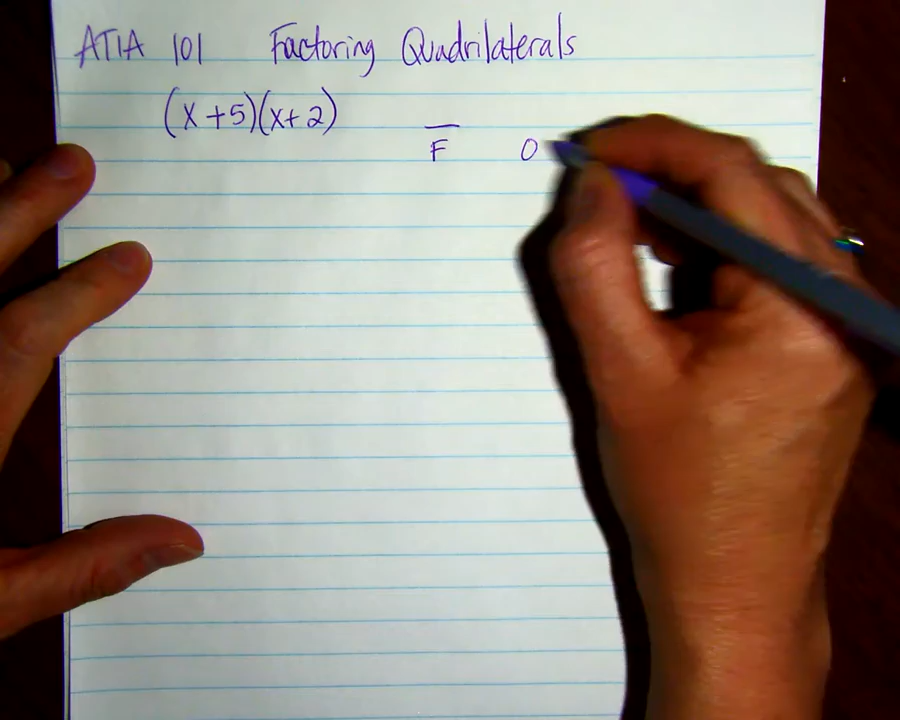 ATIA 101 Factoring Quadrilaterals
(x+5)(x+2)
F O